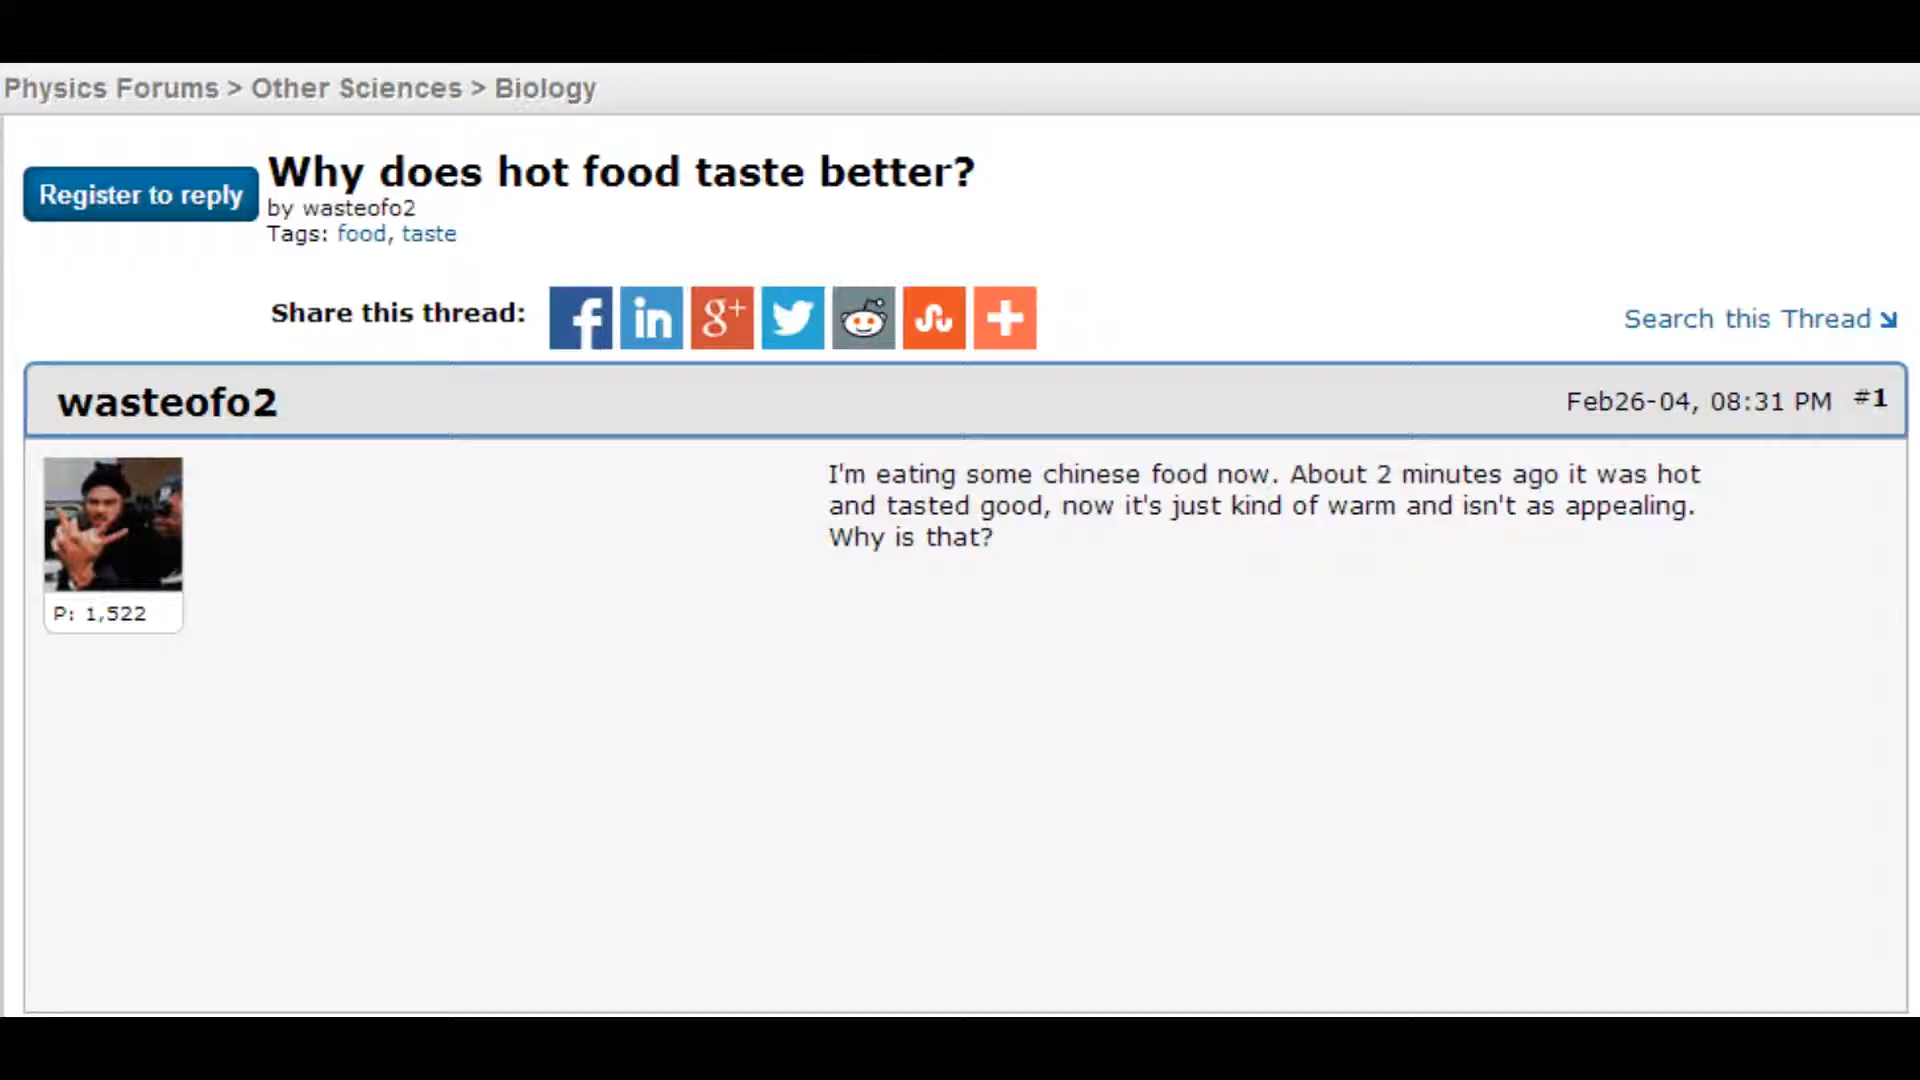 Physics Forums > Other Sciences > Biology
Register to reply
Why does hot food taste better?
by wasteofo2
Tags: food, taste
Share this thread:
f
in
g+
Search this Thread
wasteofo2
Feb26-04, 08:31 PM #1
I'm eating some chinese food now. About 2 minutes ago it was hot
and tasted good, now it's just kind of warm and isn't as appealing.
Why is that?
P: 1,522